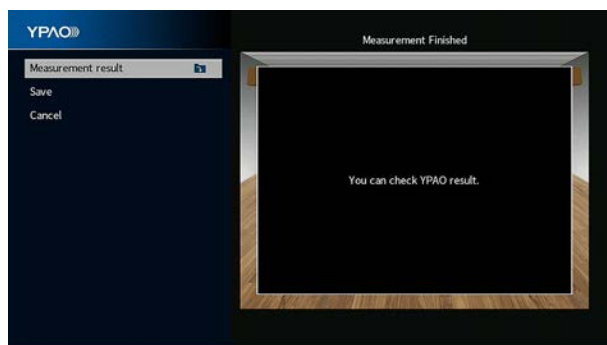 YPAO
Measurement Finished
Measurement result
Save
Cancel
You can check YPAO result.